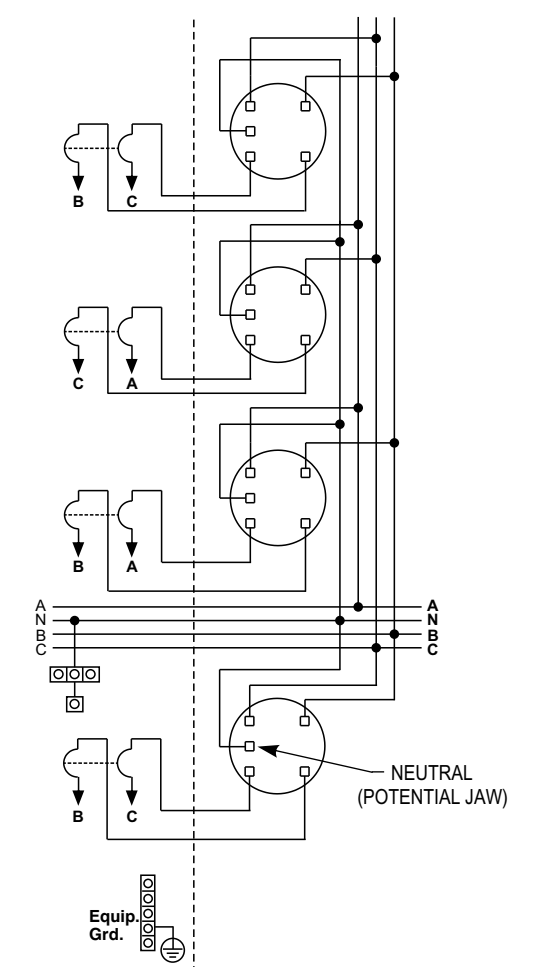 B C
C A
B A
A A
N N
B B
C C
NEUTRAL
(POTENTIAL JAW)
B C
Equip.
Grd.